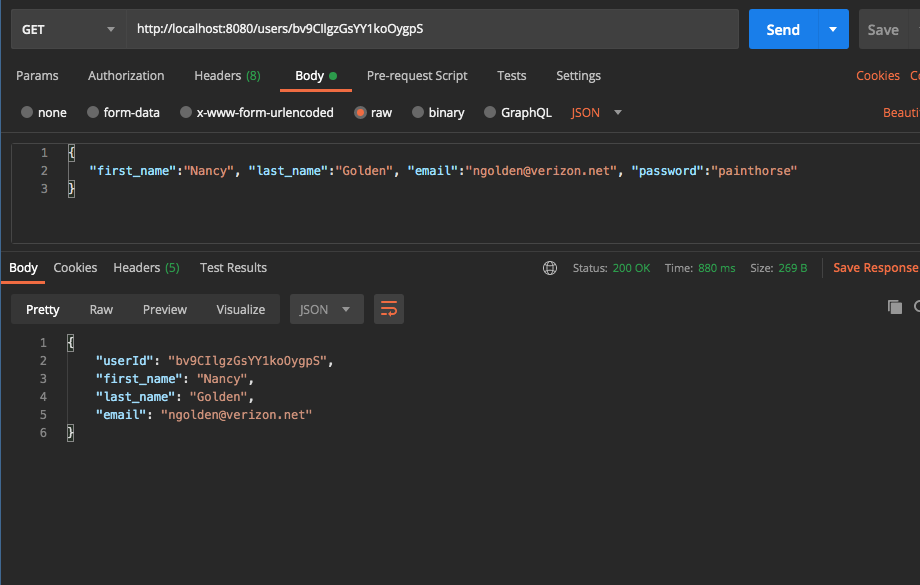 GET http://localhost:8080/users/bv9CIlgzGsYY1koOygpS Send Save
Params Authorization Headers (8) Body Pre-request Script Tests Settings Cookies
none form-data x-www-form-urlencoded raw binary GraphQL JSON Beauti
1 {
2 "first_name":"Nancy", "last_name":"Golden", "email":"ngolden@verizon.net", "password":"painthorse"
3 }
Body Cookies Headers (5) Test Results Status: 200 OK Time: 880 ms Size: 269 B Save Response
Pretty Raw Preview Visualize JSON
1 {
2 "userId": "bv9CIlgzGsYY1koOygpS",
3 "first_name": "Nancy",
4 "last_name": "Golden",
5 "email": "ngolden@verizon.net"
6 }